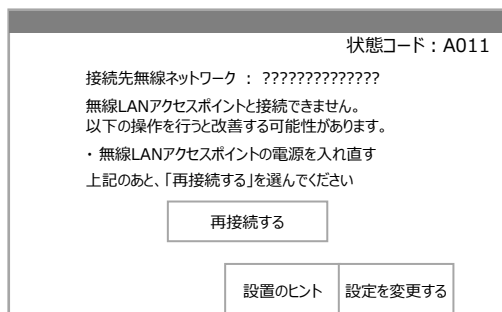 状態コード：A011
接続先無線ネットワーク ： ??????????????
無線LANアクセスポイントと接続できません。
以下の操作を行うと改善する可能性があります。
・無線LANアクセスポイントの電源を入れ直す
上記のあと、「再接続する」を選んでください
再接続する
設置のヒント
設定を変更する